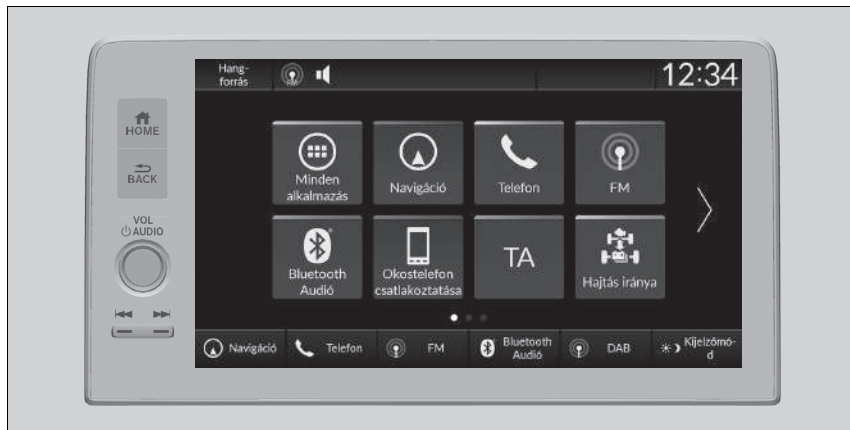 Hang-
forrás
12:34
HOME
BACK
VOL
AUDIO
Minden
alkalmazás
Navigáció
Telefon
FM
Bluetooth
Audió
Okostelefon
csatlakoztatása
TA
Hajtás iránya
Navigáció
Telefon
FM
Bluetooth
Audió
DAB
Kijelzőmó-
d